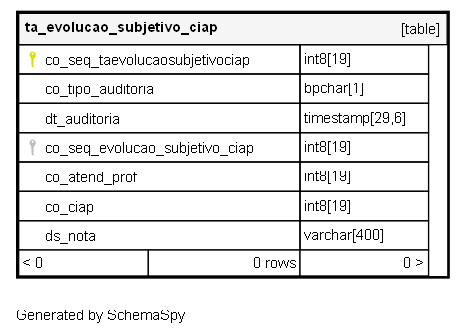 ta_evolucao_subjetivo_ciap [table]
co_seq_taevolucaosubjetivociap int8[19]
co_tipo_auditoria bpchar[1]
dt_auditoria timestamp[29,6]
co_seq_evolucao_subjetivo_ciap int8[19]
co_atend_prof int8[19]
co_ciap int8[19]
ds_nota varchar[400]
< 0 0 rows 0 >
Generated by SchemaSpy